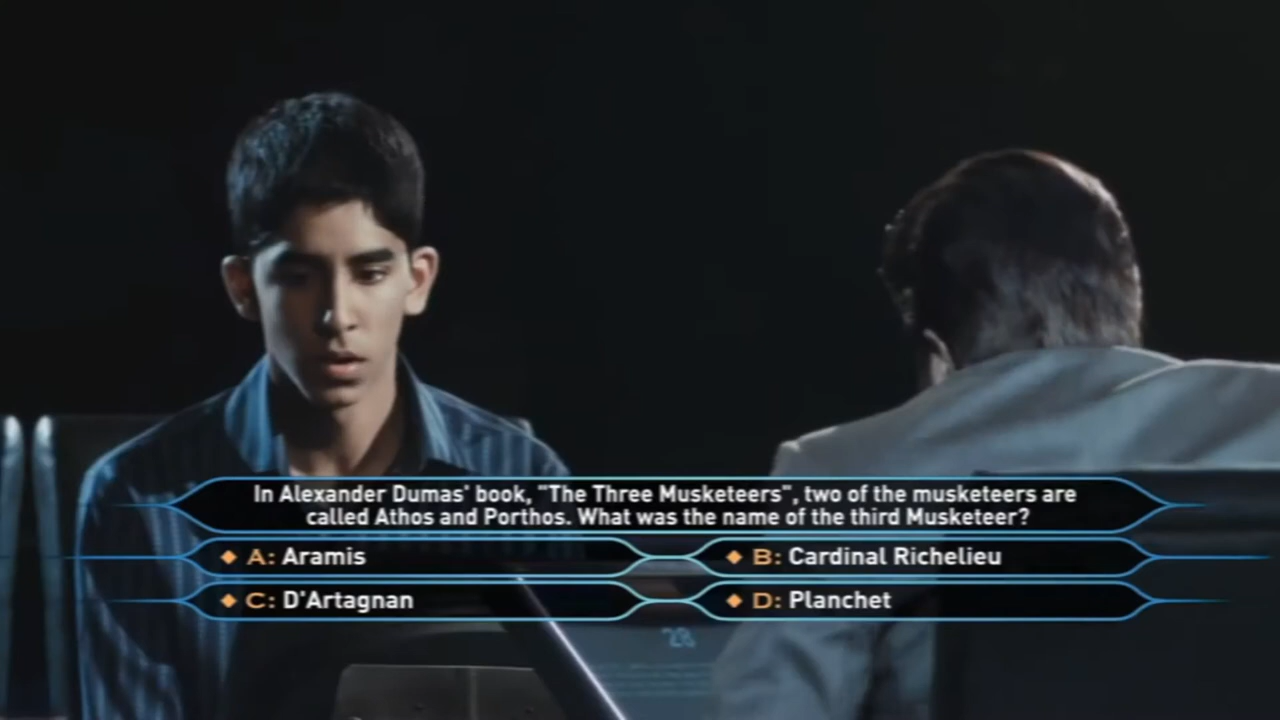 In Alexander Dumas' book, "The Three Musketeers", two of the musketeers are
called Athos and Porthos. What was the name of the third Musketeer?
A: Aramis
B: Cardinal Richelieu
C: D'Artagnan
D: Planchet